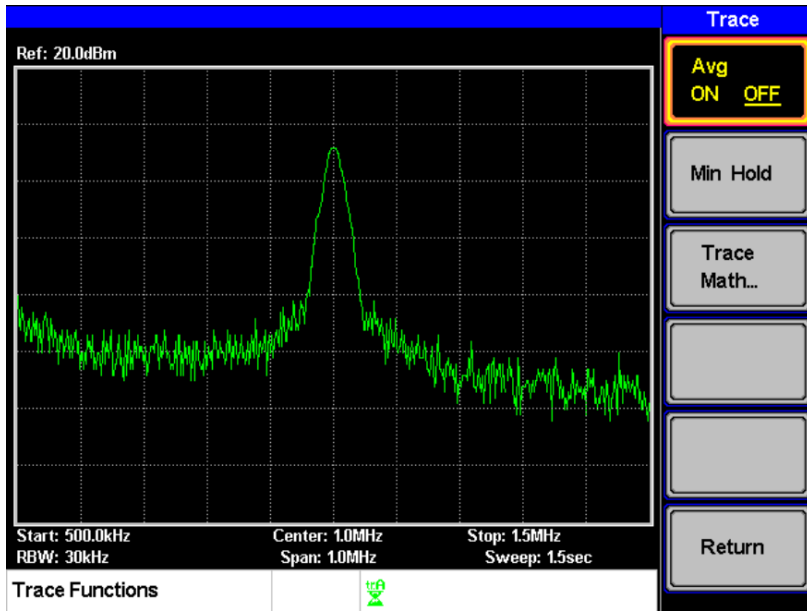 Trace
Ref: 20.0dBm
Avg
ON OFF
Min Hold
Trace
Math...
Start: 500.0kHz Center: 1.0MHz Stop: 1.5MHz
RBW: 30kHz Span: 1.0MHz Sweep: 1.5sec
Return
Trace Functions
trA